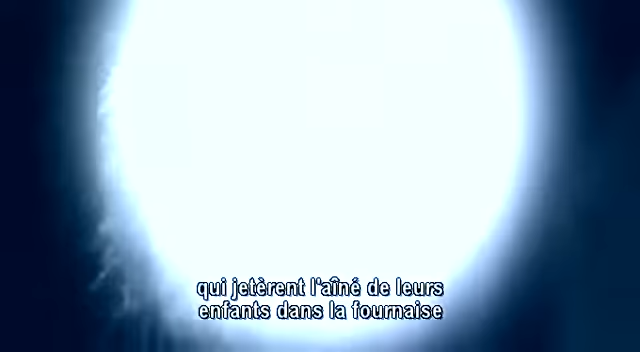 qui jetèrent l'aîné de leurs
enfants dans la fournaise